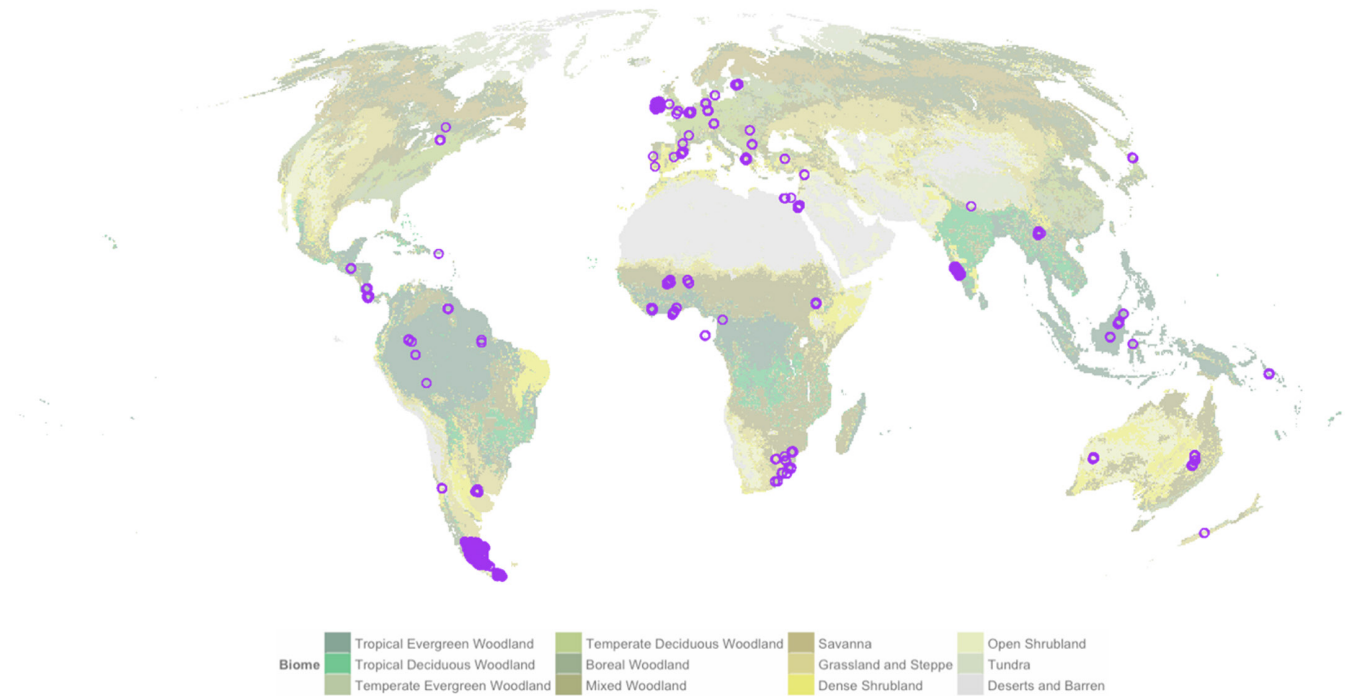 Tropical Evergreen Woodland Temperate Deciduous Woodland Savanna Open Shrubland
Biome Tropical Deciduous Woodland Boreal Woodland Grassland and Steppe Tundra
Temperate Evergreen Woodland Mixed Woodland Dense Shrubland Deserts and Barren